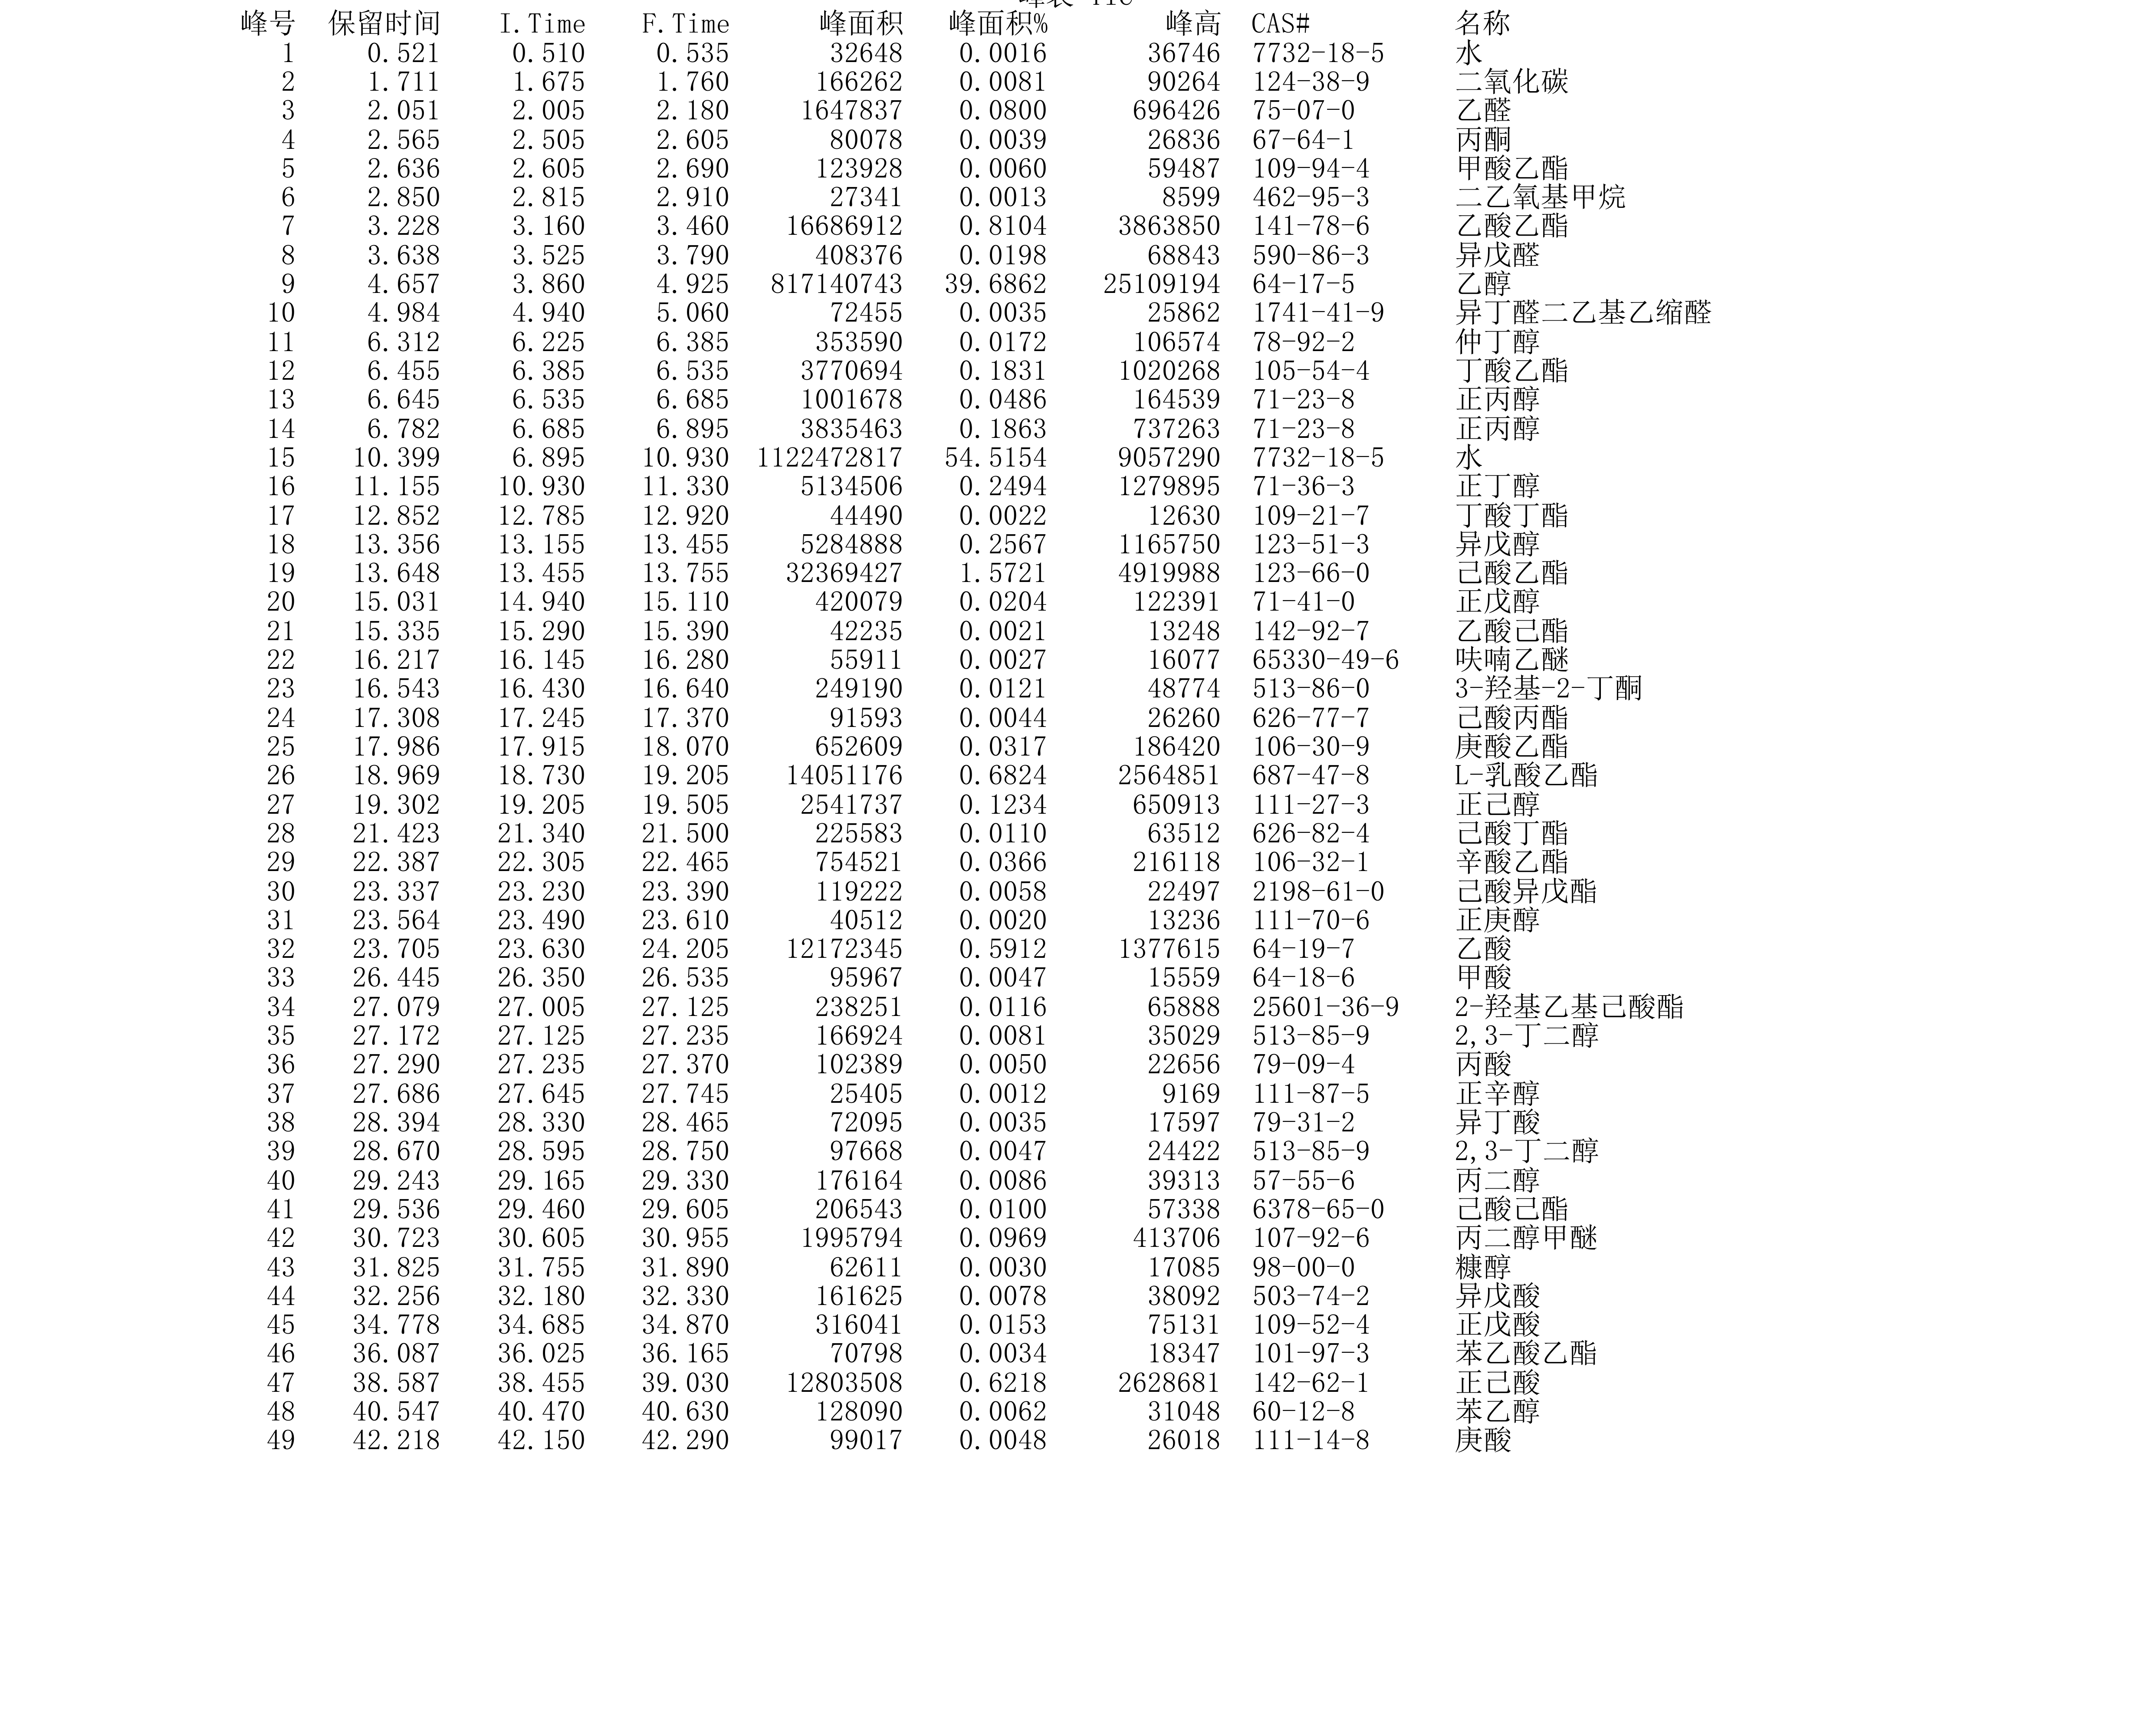 峰号 保留时间 I.Time F.Time 峰面积 峰面积% 峰高 CAS# 名称
1 0.521 0.510 0.535 32648 0.0016 36746 7732-18-5 水
2 1.711 1.675 1.760 166262 0.0081 90264 124-38-9 二氧化碳
3 2.051 2.005 2.180 1647837 0.0800 696426 75-07-0 乙醛
4 2.565 2.505 2.605 80078 0.0039 26836 67-64-1 丙酮
5 2.636 2.605 2.690 123928 0.0060 59487 109-94-4 甲酸乙酯
6 2.850 2.815 2.910 27341 0.0013 8599 462-95-3 二乙氧基甲烷
7 3.228 3.160 3.460 16686912 0.8104 3863850 141-78-6 乙酸乙酯
8 3.638 3.525 3.790 408376 0.0198 68843 590-86-3 异戊醛
9 4.657 3.860 4.925 817140743 39.6862 25109194 64-17-5 乙醇
10 4.984 4.940 5.060 72455 0.0035 25862 1741-41-9 异丁醛二乙基乙缩醛
11 6.312 6.225 6.385 353590 0.0172 106574 78-92-2 仲丁醇
12 6.455 6.385 6.535 3770694 0.1831 1020268 105-54-4 丁酸乙酯
13 6.645 6.535 6.685 1001678 0.0486 164539 71-23-8 正丙醇
14 6.782 6.685 6.895 3835463 0.1863 737263 71-23-8 正丙醇
15 10.399 6.895 10.930 1122472817 54.5154 9057290 7732-18-5 水
16 11.155 10.930 11.330 5134506 0.2494 1279895 71-36-3 正丁醇
17 12.852 12.785 12.920 44490 0.0022 12630 109-21-7 丁酸丁酯
18 13.356 13.155 13.455 5284888 0.2567 1165750 123-51-3 异戊醇
19 13.648 13.455 13.755 32369427 1.5721 4919988 123-66-0 己酸乙酯
20 15.031 14.940 15.110 420079 0.0204 122391 71-41-0 正戊醇
21 15.335 15.290 15.390 42235 0.0021 13248 142-92-7 乙酸己酯
22 16.217 16.145 16.280 55911 0.0027 16077 65330-49-6 呋喃乙醚
23 16.543 16.430 16.640 249190 0.0121 48774 513-86-0 3-羟基-2-丁酮
24 17.308 17.245 17.370 91593 0.0044 26260 626-77-7 己酸丙酯
25 17.986 17.915 18.070 652609 0.0317 186420 106-30-9 庚酸乙酯
26 18.969 18.730 19.205 14051176 0.6824 2564851 687-47-8 L-乳酸乙酯
27 19.302 19.205 19.505 2541737 0.1234 650913 111-27-3 正己醇
28 21.423 21.340 21.500 225583 0.0110 63512 626-82-4 己酸丁酯
29 22.387 22.305 22.465 754521 0.0366 216118 106-32-1 辛酸乙酯
30 23.337 23.230 23.390 119222 0.0058 22497 2198-61-0 己酸异戊酯
31 23.564 23.490 23.610 40512 0.0020 13236 111-70-6 正庚醇
32 23.705 23.630 24.205 12172345 0.5912 1377615 64-19-7 乙酸
33 26.445 26.350 26.535 95967 0.0047 15559 64-18-6 甲酸
34 27.079 27.005 27.125 238251 0.0116 65888 25601-36-9 2-羟基乙基己酸酯
35 27.172 27.125 27.235 166924 0.0081 35029 513-85-9 2,3-丁二醇
36 27.290 27.235 27.370 102389 0.0050 22656 79-09-4 丙酸
37 27.686 27.645 27.745 25405 0.0012 9169 111-87-5 正辛醇
38 28.394 28.330 28.465 72095 0.0035 17597 79-31-2 异丁酸
39 28.670 28.595 28.750 97668 0.0047 24422 513-85-9 2,3-丁二醇
40 29.243 29.165 29.330 176164 0.0086 39313 57-55-6 丙二醇
41 29.536 29.460 29.605 206543 0.0100 57338 6378-65-0 己酸己酯
42 30.723 30.605 30.955 1995794 0.0969 413706 107-92-6 丙二醇甲醚
43 31.825 31.755 31.890 62611 0.0030 17085 98-00-0 糠醇
44 32.256 32.180 32.330 161625 0.0078 38092 503-74-2 异戊酸
45 34.778 34.685 34.870 316041 0.0153 75131 109-52-4 正戊酸
46 36.087 36.025 36.165 70798 0.0034 18347 101-97-3 苯乙酸乙酯
47 38.587 38.455 39.030 12803508 0.6218 2628681 142-62-1 正己酸
48 40.547 40.470 40.630 128090 0.0062 31048 60-12-8 苯乙醇
49 42.218 42.150 42.290 99017 0.0048 26018 111-14-8 庚酸